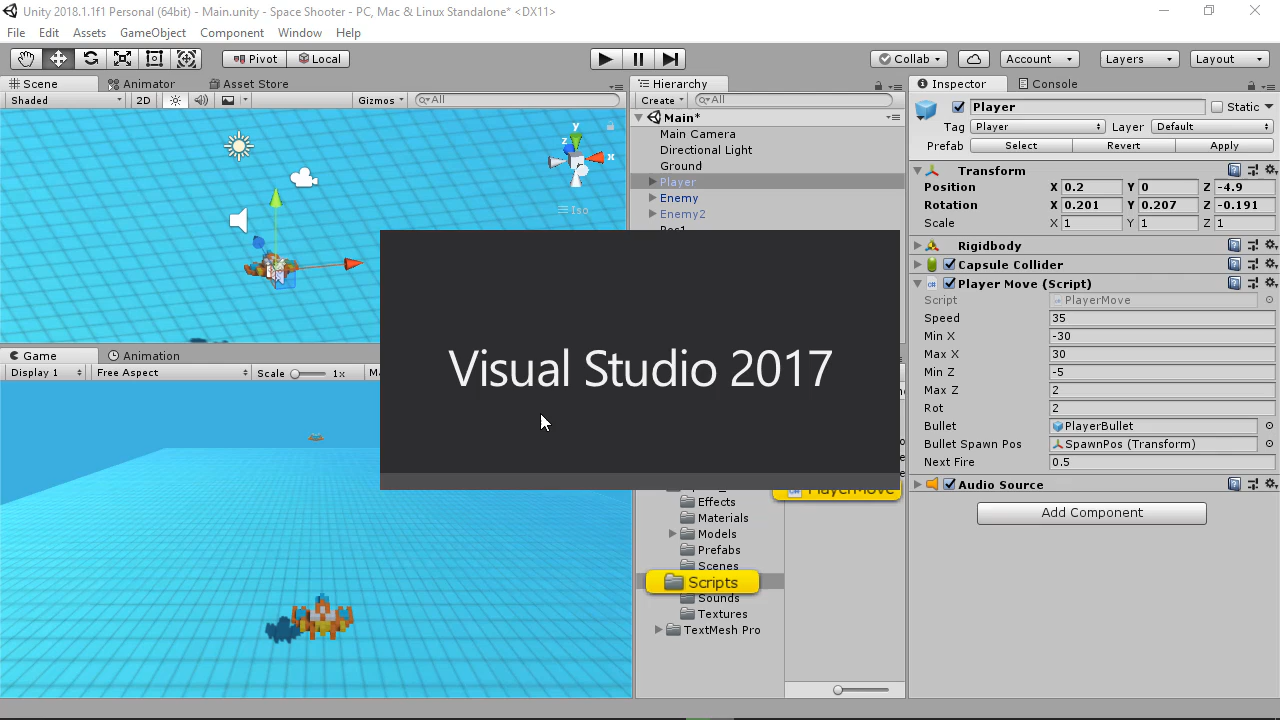 Unity 2018.1.1f1 Personal (64bit) - Main.unity - Space Shooter - PC, Mac & Linux Standalone* <DX11>
File Edit Assets GameObject Component Window Help
Pivot Local Collab Account Layers Layout
Scene Animator Asset Store
Shaded 2D Gizmos All
y
z x
Iso
Game Animation
Display 1 Free Aspect Scale 1x
Hierarchy
Create All
Main*
Main Camera
Directional Light
Ground
Player
Enemy
Enemy2
Pos1
Visual Studio 2017
PlayerMove
Effects
Materials
Models
Prefabs
Scenes
Scripts
Sounds
Textures
TextMesh Pro
Inspector Console
Player Static
Tag Player Layer Default
Prefab Select Revert Apply
Transform
Position X 0.2 Y 0 Z -4.9
Rotation X 0.201 Y 0.207 Z -0.191
Scale X 1 Y 1 Z 1
Rigidbody
Capsule Collider
Player Move (Script)
Script PlayerMove
Speed 35
Min X -30
Max X 30
Min Z -5
Max Z 2
Rot 2
Bullet PlayerBullet
Bullet Spawn Pos SpawnPos (Transform)
Next Fire 0.5
Audio Source
Add Component